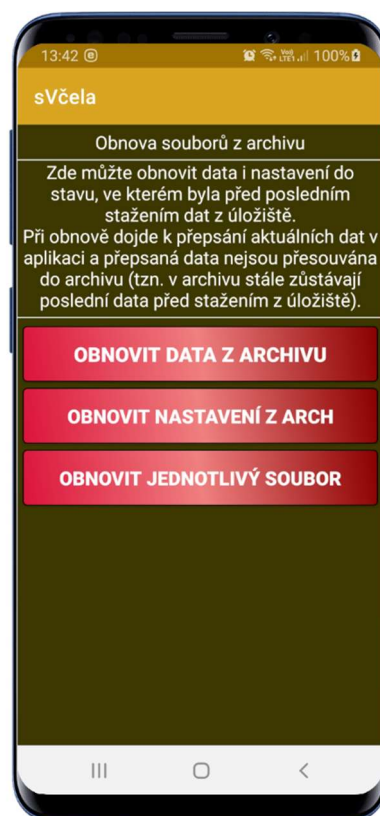 13:42
100%
sVčela
Obnova souborů z archivu
Zde můžte obnovit data i nastavení do
stavu, ve kterém byla před posledním
stažením dat z úložiště.
Při obnově dojde k přepsání aktuálních dat v
aplikaci a přepsaná data nejsou přesouvána
do archivu (tzn. v archivu stále zůstávají
poslední data před stažením z úložiště).
OBNOVIT DATA Z ARCHIVU
OBNOVIT NASTAVENÍ Z ARCH
OBNOVIT JEDNOTLIVÝ SOUBOR